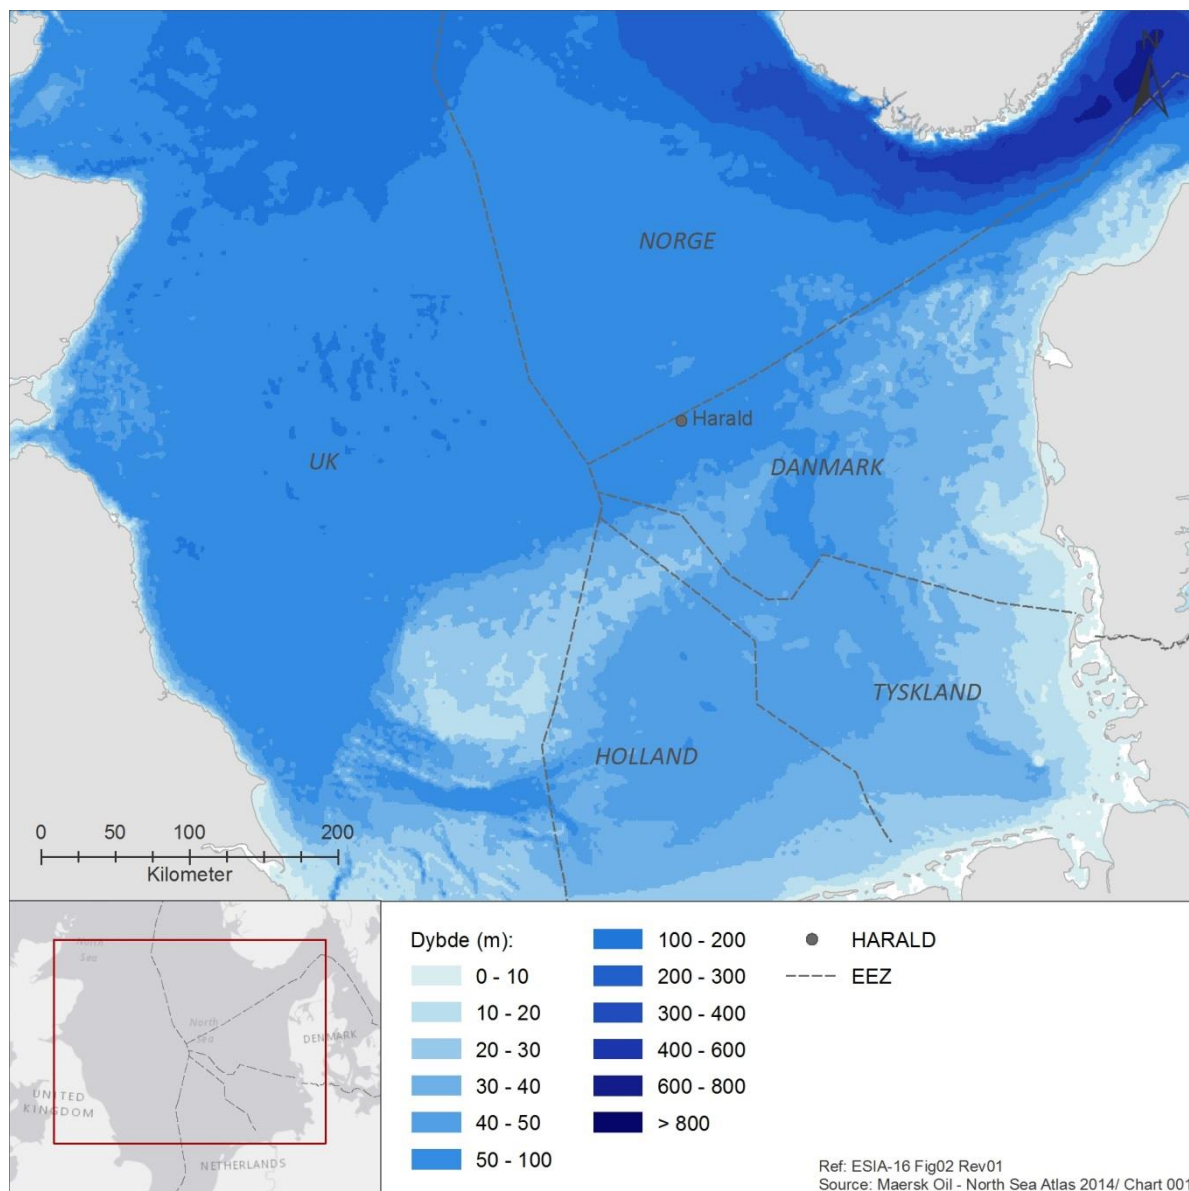 N
NORGE
Harald
UK
DANMARK
TYSKLAND
HOLLAND
0 50 100 200
Kilometer
North
Sea
North
Sea
DENMARK
UNITED
KINGDOM
NETHERLANDS
Dybde (m):
0 - 10
10 - 20
20 - 30
30 - 40
40 - 50
50 - 100
100 - 200
200 - 300
300 - 400
400 - 600
600 - 800
> 800
HARALD
EEZ
Ref: ESIA-16 Fig02 Rev01
Source: Maersk Oil - North Sea Atlas 2014/ Chart 001